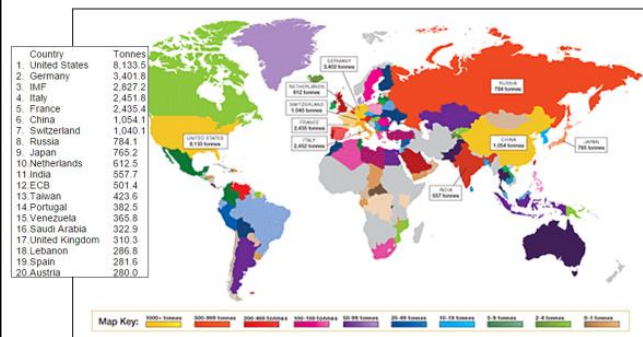 Country Tonnes
1. United States 8,133.5
2. Germany 3,401.8
3. IMF 2,827.2
4. Italy 2,451.8
5. France 2,435.4
6. China 1,054.1
7. Switzerland 1,040.1
8. Russia 784.1
9. Japan 765.2
10. Netherlands 612.5
11. India 557.7
12. ECB 501.4
13. Taiwan 423.6
14. Portugal 382.5
15. Venezuela 365.8
16. Saudi Arabia 322.9
17. United Kingdom 310.3
18. Lebanon 286.8
19. Spain 281.6
20. Austria 280.0
GERMANY
3,402 tonnes
NETHERLANDS
612 tonnes
SWITZERLAND
1,040 tonnes
FRANCE
2,435 tonnes
ITALY
2,452 tonnes
UNITED STATES
8,133 tonnes
RUSSIA
784 tonnes
CHINA
1,054 tonnes
JAPAN
765 tonnes
INDIA
557 tonnes
Map Key: 1000+ tonnes 500-999 tonnes 200-499 tonnes 100-199 tonnes 50-99 tonnes 20-49 tonnes 10-19 tonnes 5-9 tonnes 2-4 tonnes 0-1 tonnes